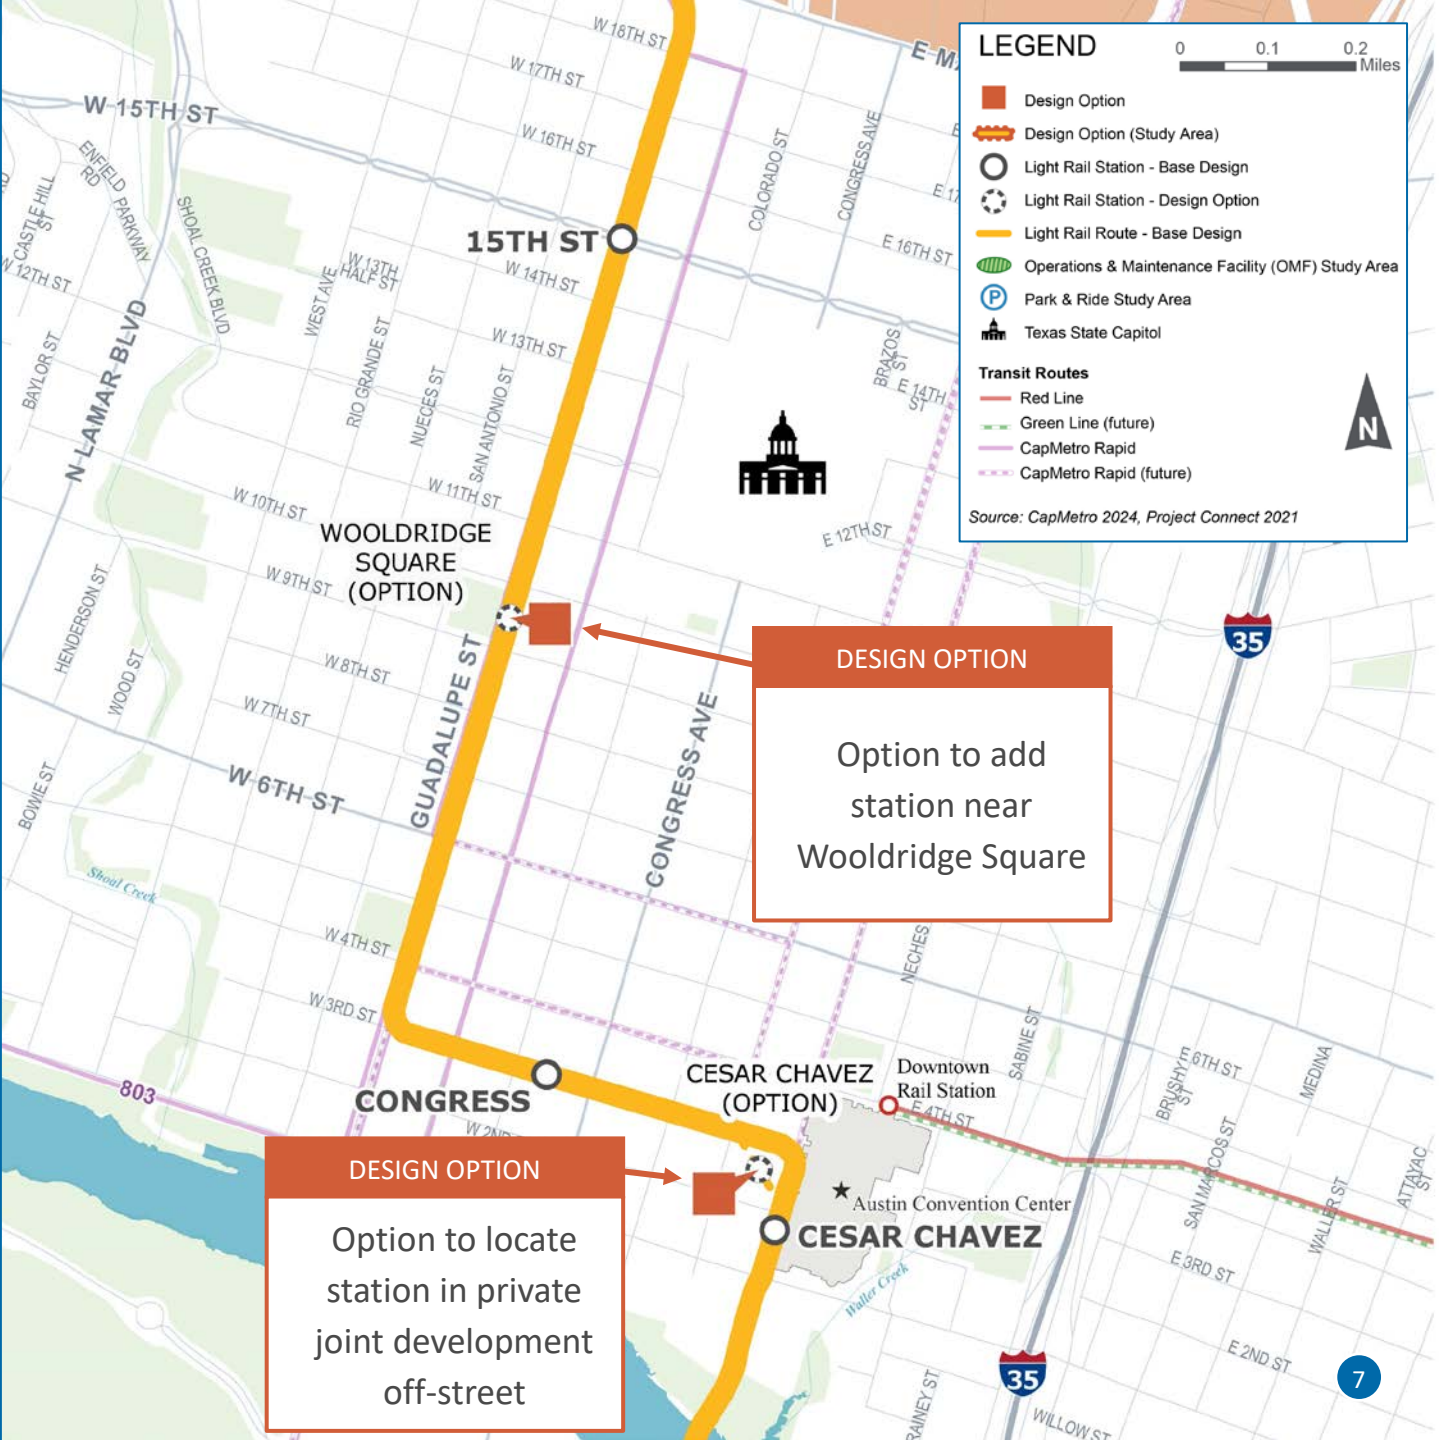 LEGEND
0 0.1 0.2
Miles
Design Option
Design Option (Study Area)
Light Rail Station - Base Design
Light Rail Station - Design Option
Light Rail Route - Base Design
Operations & Maintenance Facility (OMF) Study Area
P
Park & Ride Study Area
Texas State Capitol
Transit Routes
Red Line
Green Line (future)
CapMetro Rapid
CapMetro Rapid (future)
N
Source: CapMetro 2024, Project Connect 2021
W 18TH ST
W 17TH ST
W 15TH ST
W 16TH ST
ENFIELD
RD
PARKWAY
CASTLE HILL
ST
SHOAL CREEK BLVD
W 12TH ST
COLORADO ST
CONGRESS AVE
E 16TH ST
15TH ST
W 14TH ST
W 13TH
HALF ST
WEST AVE
W 13TH ST
N LAMAR BLVD
BAYLOR ST
RIO GRANDE ST
NUECES ST
SAN ANTONIO ST
BRAZOS
ST
E 14TH
ST
W 11TH ST
W 10TH ST
E 12TH ST
WOOLDRIDGE
SQUARE
(OPTION)
W 9TH ST
HENDERSON ST
WOOD ST
W 8TH ST
W 7TH ST
GUADALUPE ST
W 6TH ST
BOWIE ST
CONGRESS AVE
DESIGN OPTION
Option to add
station near
Wooldridge Square
35
Shoal Creek
W 4TH ST
W 3RD ST
NECHES
SABINE ST
803
CONGRESS
W 2ND
CESAR CHAVEZ
(OPTION)
Downtown
Rail Station
E 4TH ST
E 6TH ST
BRUSHY
ST
MEDINA
SAN MARCOS ST
WALLER ST
ATTAYAC
ST
DESIGN OPTION
Option to locate
station in private
joint development
off-street
Austin Convention Center
CESAR CHAVEZ
Waller Creek
E 3RD ST
E 2ND ST
35
RAINEY ST
WILLOW ST
7